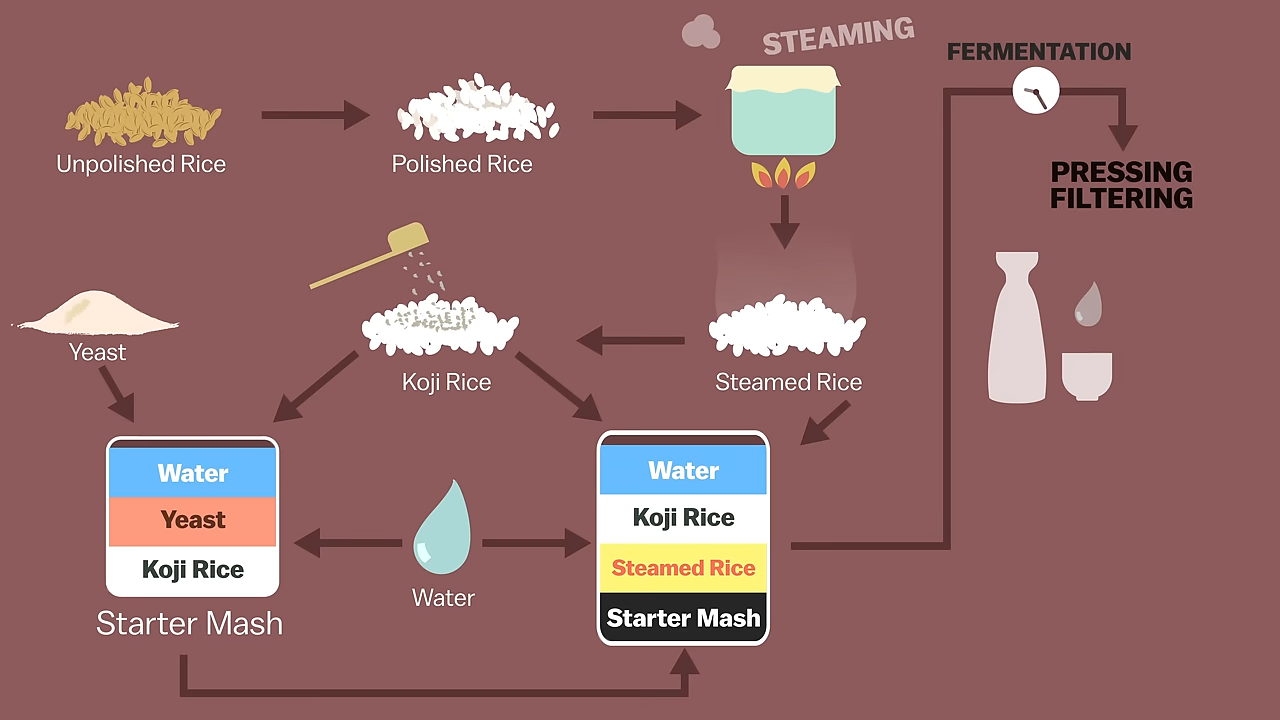 STEAMING
FERMENTATION
Unpolished Rice
Polished Rice
PRESSING
FILTERING
Yeast
Koji Rice
Steamed Rice
Water
Yeast
Koji Rice
Starter Mash
Water
Water
Koji Rice
Steamed Rice
Starter Mash